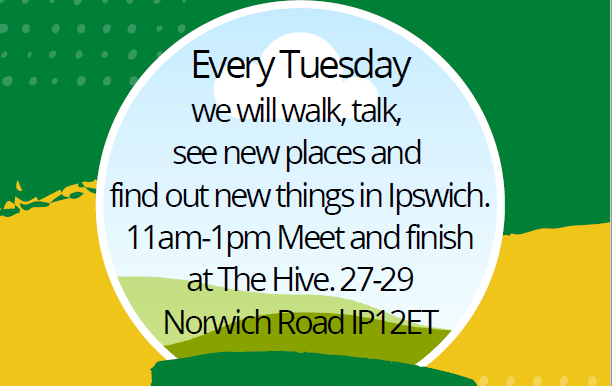 Every Tuesday
we will walk, talk,
see new places and
find out new things in Ipswich.
11am-1pm Meet and finish
at The Hive. 27-29
Norwich Road IP12ET